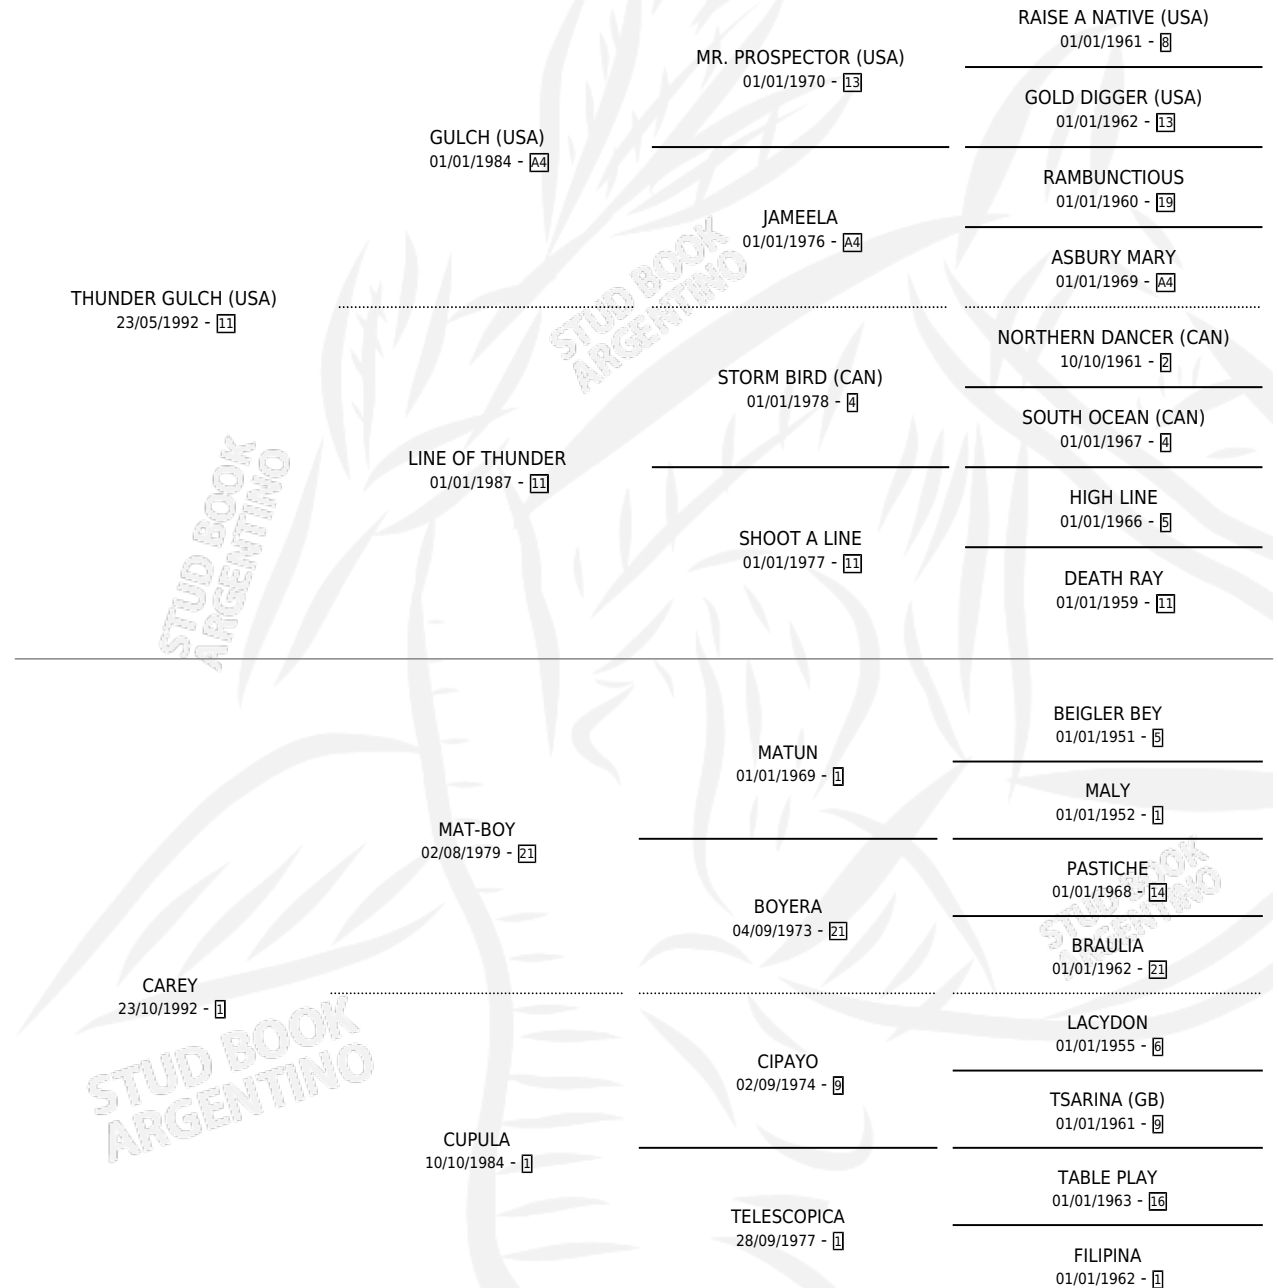 RAISE A NATIVE (USA)
01/01/1961 - 8
MR. PROSPECTOR (USA)
01/01/1970 - 13
GOLD DIGGER (USA)
01/01/1962 - 13
GULCH (USA)
01/01/1984 - A4
RAMBUNCTIOUS
01/01/1960 - 19
JAMEELA
01/01/1976 - A4
ASBURY MARY
01/01/1969 - A4
THUNDER GULCH (USA)
23/05/1992 - 11
NORTHERN DANCER (CAN)
10/10/1961 - 2
STORM BIRD (CAN)
01/01/1978 - 4
SOUTH OCEAN (CAN)
01/01/1967 - 4
LINE OF THUNDER
01/01/1987 - 11
HIGH LINE
01/01/1966 - 5
SHOOT A LINE
01/01/1977 - 11
DEATH RAY
01/01/1959 - 11
BEIGLER BEY
01/01/1951 - 5
MATUN
01/01/1969 - 1
MALY
01/01/1952 - 1
MAT-BOY
02/08/1979 - 21
PASTICHE
01/01/1968 - 14
BOYERA
04/09/1973 - 21
BRAULIA
01/01/1962 - 21
CAREY
23/10/1992 - 1
LACYDON
01/01/1955 - 6
CIPAYO
02/09/1974 - 9
TSARINA (GB)
01/01/1961 - 9
CUPULA
10/10/1984 - 1
TABLE PLAY
01/01/1963 - 16
TELESCOPICA
28/09/1977 - 1
FILIPINA
01/01/1962 - 1
STUD BOOK
ARGENTINO
STUD BOOK
ARGENTINO
STUD BOOK
ARGENTINO
STUD BOOK
ARGENTINO